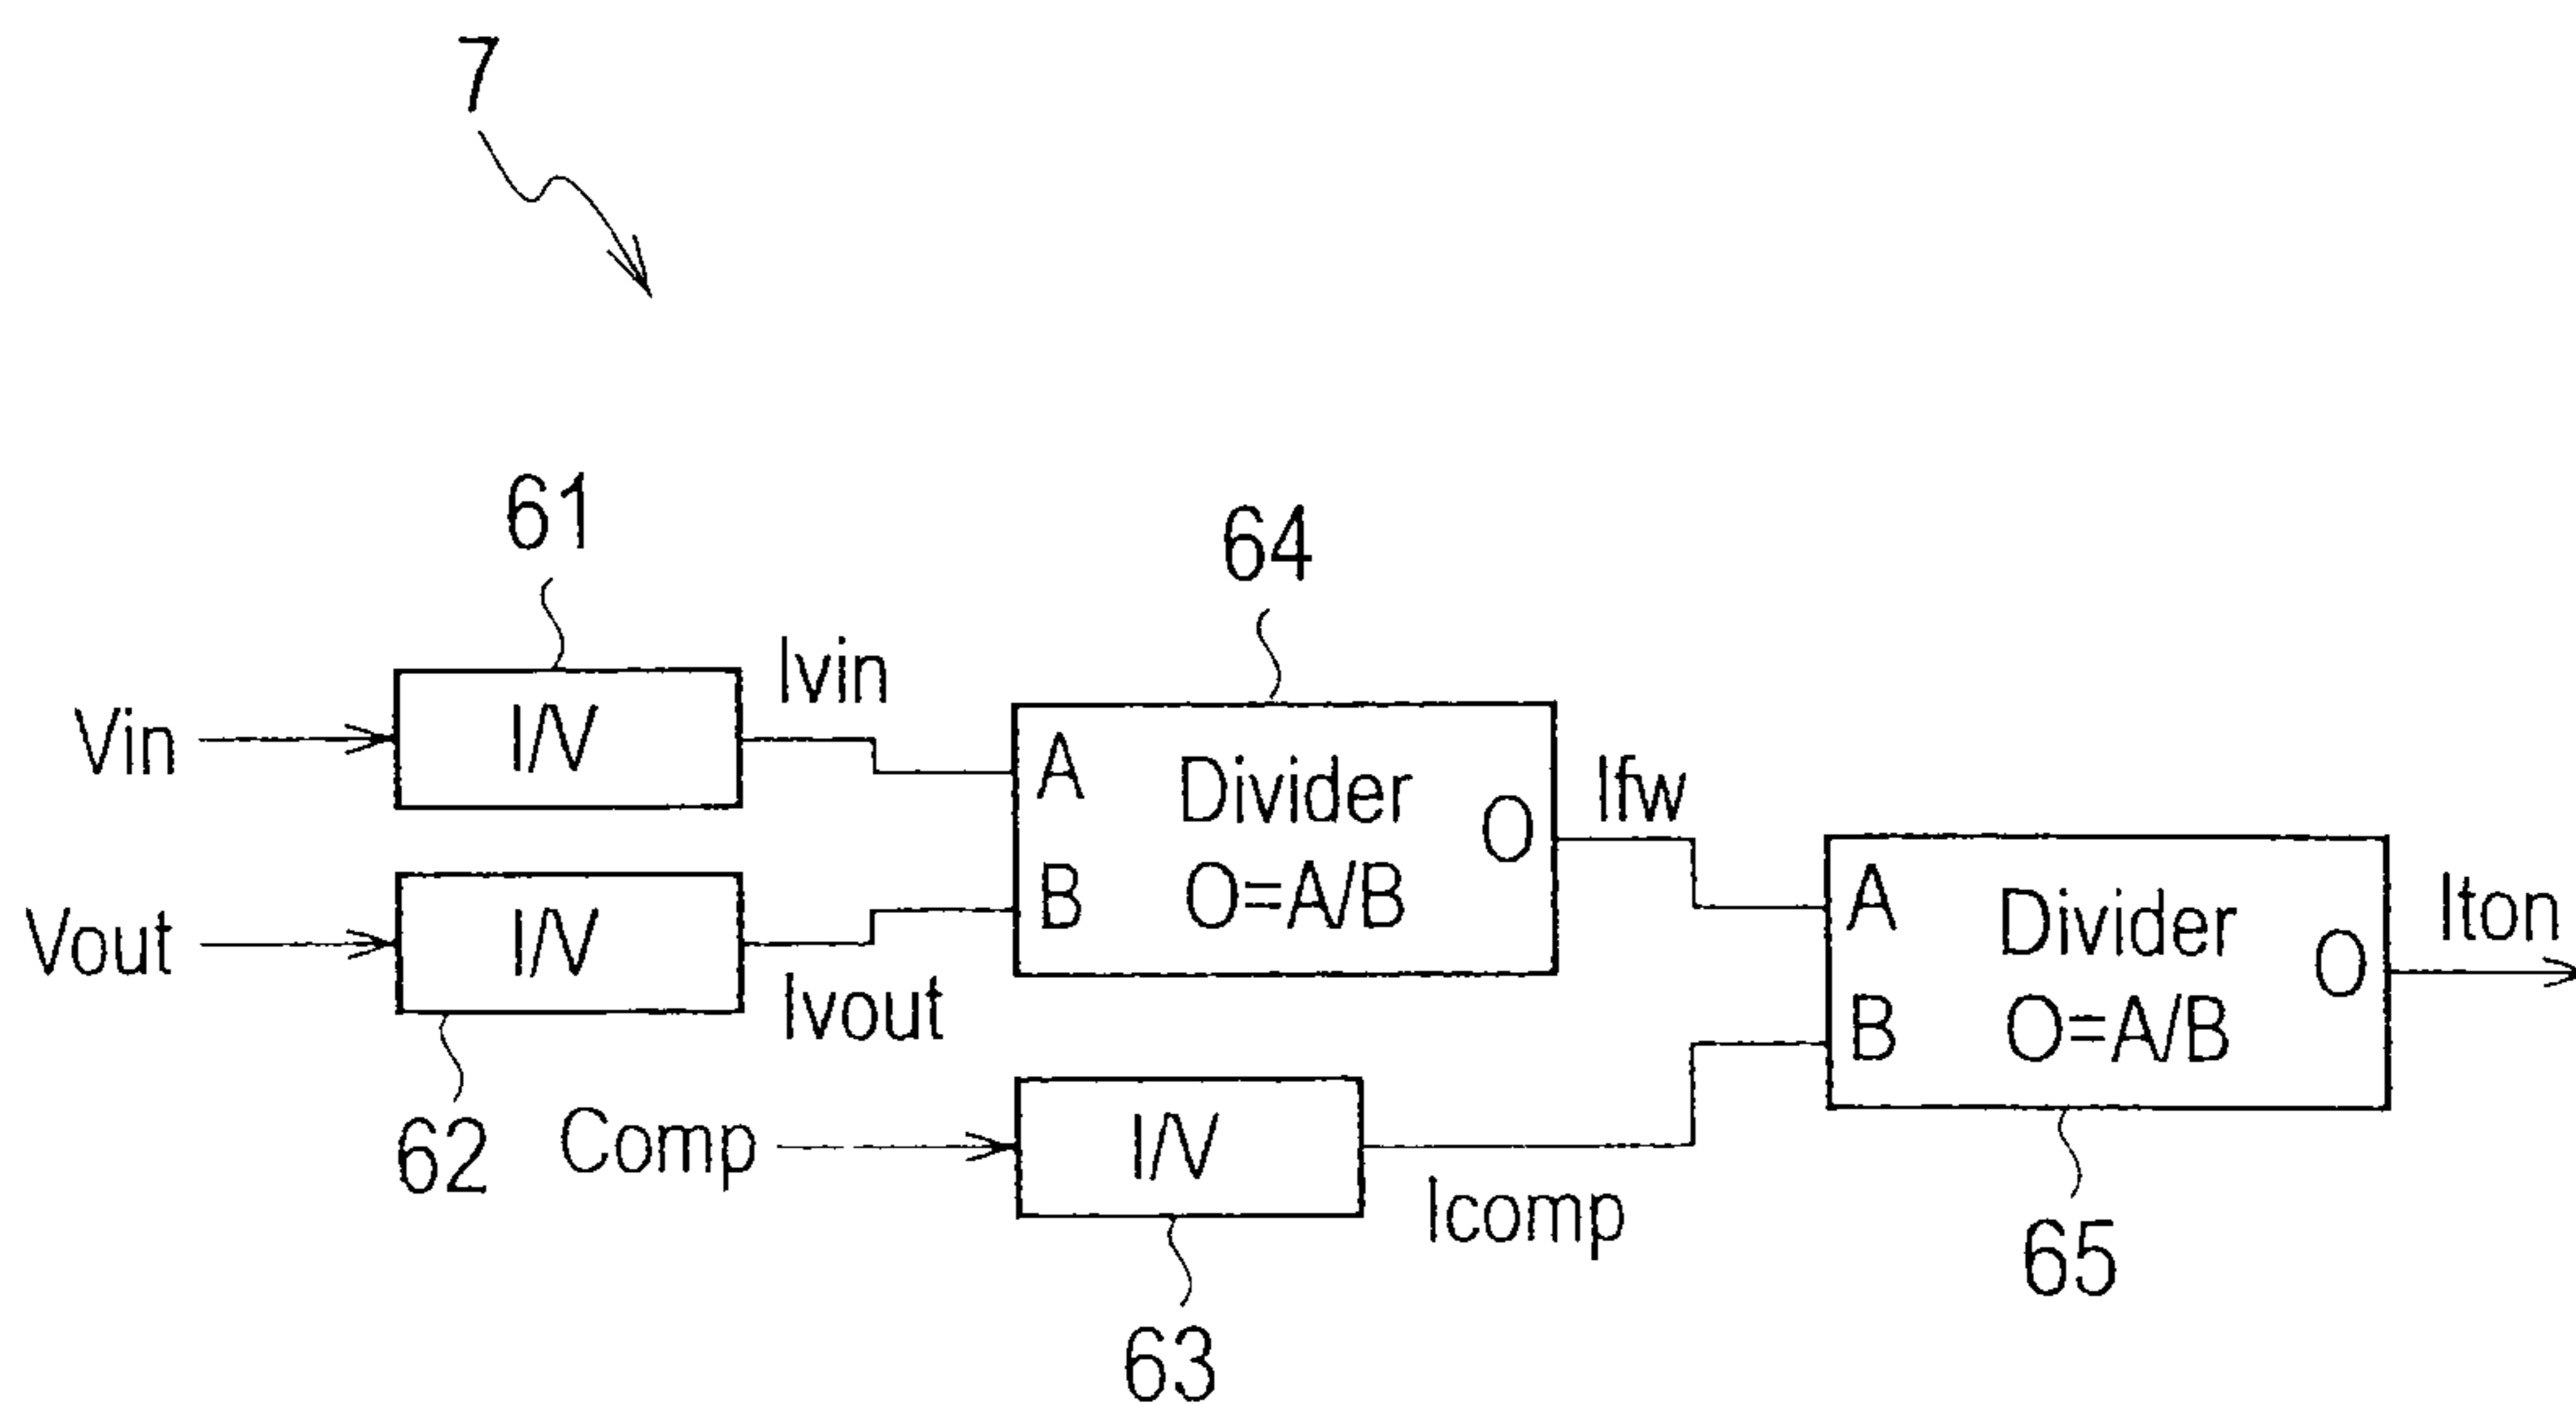 7
61
64
Ivin
Vin
I/V
A
Divider
O
Ifw
B
O=A/B
Vout
I/V
Ivout
A
Divider
O
Iton
B
O=A/B
62
Comp
I/V
Icomp
63
65